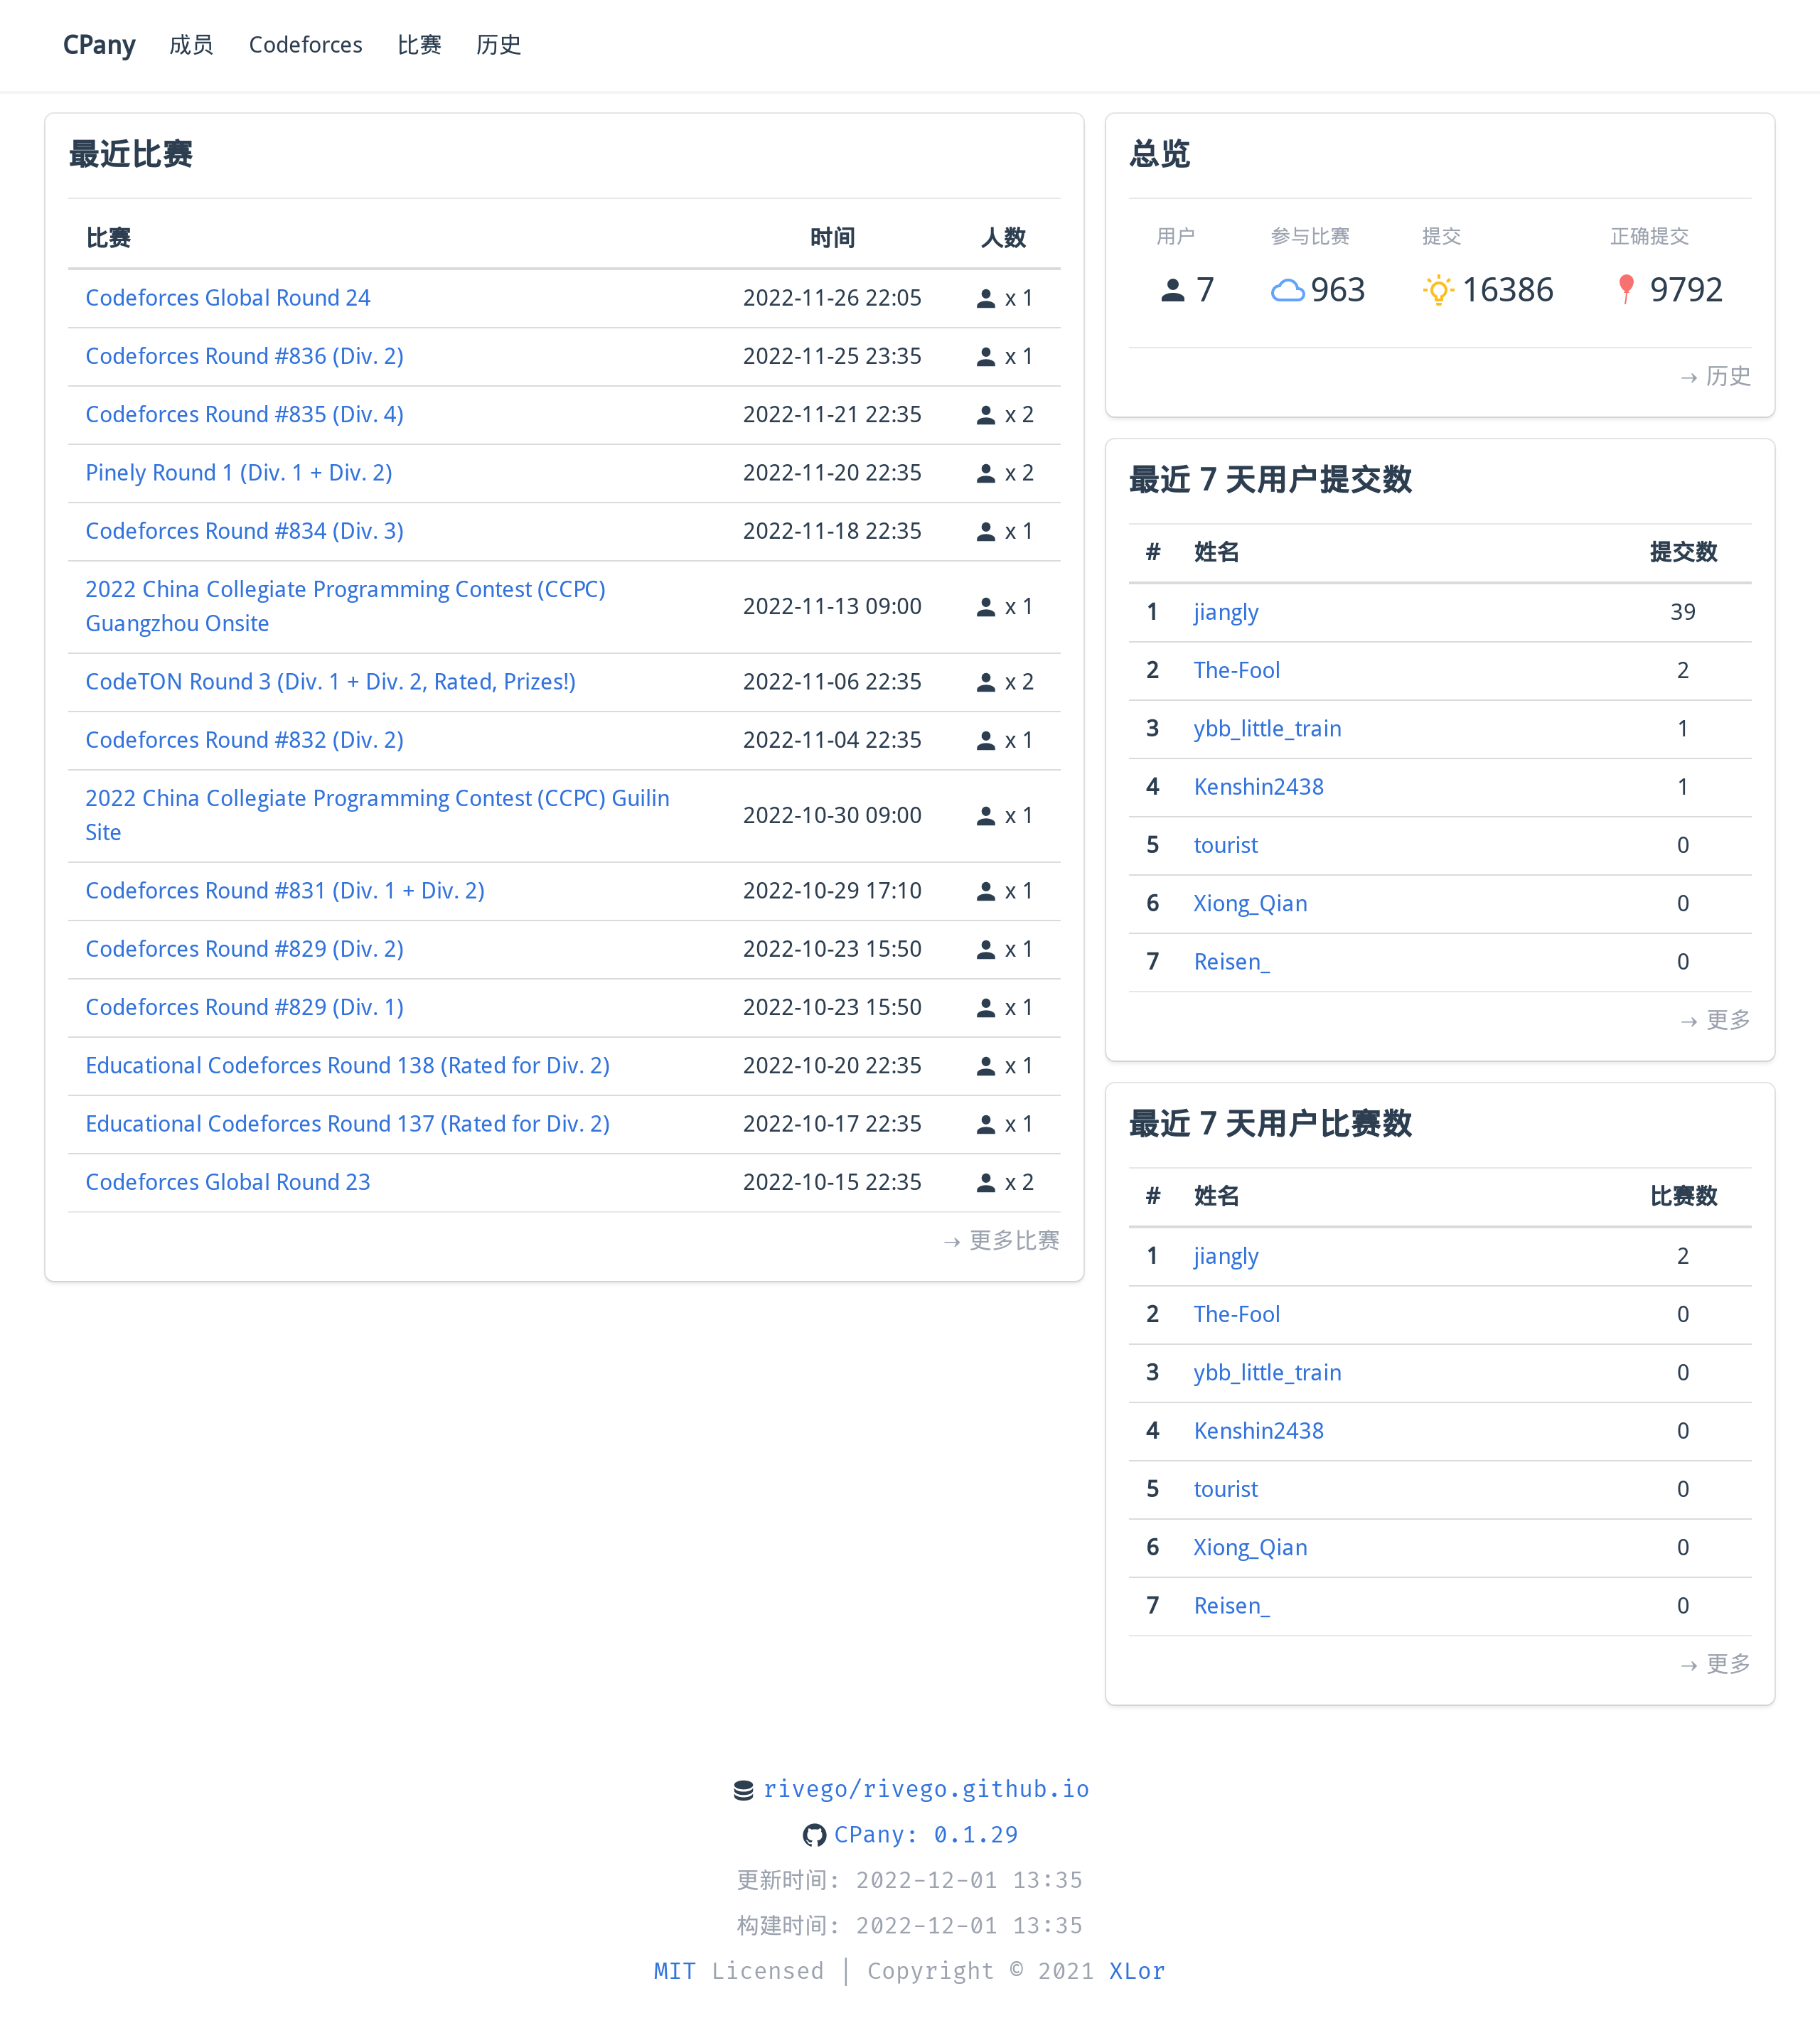 CPany 成员 Codeforces 比赛 历史
最近比赛
比赛 时间 人数
Codeforces Global Round 24 2022-11-26 22:05 x 1
Codeforces Round #836 (Div. 2) 2022-11-25 23:35 x 1
Codeforces Round #835 (Div. 4) 2022-11-21 22:35 x 2
Pinely Round 1 (Div. 1 + Div. 2) 2022-11-20 22:35 x 2
Codeforces Round #834 (Div. 3) 2022-11-18 22:35 x 1
2022 China Collegiate Programming Contest (CCPC)
Guangzhou Onsite 2022-11-13 09:00 x 1
CodeTON Round 3 (Div. 1 + Div. 2, Rated, Prizes!) 2022-11-06 22:35 x 2
Codeforces Round #832 (Div. 2) 2022-11-04 22:35 x 1
2022 China Collegiate Programming Contest (CCPC) Guilin
Site 2022-10-30 09:00 x 1
Codeforces Round #831 (Div. 1 + Div. 2) 2022-10-29 17:10 x 1
Codeforces Round #829 (Div. 2) 2022-10-23 15:50 x 1
Codeforces Round #829 (Div. 1) 2022-10-23 15:50 x 1
Educational Codeforces Round 138 (Rated for Div. 2) 2022-10-20 22:35 x 1
Educational Codeforces Round 137 (Rated for Div. 2) 2022-10-17 22:35 x 1
Codeforces Global Round 23 2022-10-15 22:35 x 2
→ 更多比赛
总览
用户 参与比赛 提交 正确提交
7 963 16386 9792
→ 历史
最近 7 天用户提交数
# 姓名 提交数
1 jiangly 39
2 The-Fool 2
3 ybb_little_train 1
4 Kenshin2438 1
5 tourist 0
6 Xiong_Qian 0
7 Reisen_ 0
→ 更多
最近 7 天用户比赛数
# 姓名 比赛数
1 jiangly 2
2 The-Fool 0
3 ybb_little_train 0
4 Kenshin2438 0
5 tourist 0
6 Xiong_Qian 0
7 Reisen_ 0
→ 更多
rivego/rivego.github.io
CPany: 0.1.29
更新时间: 2022-12-01 13:35
构建时间: 2022-12-01 13:35
MIT Licensed | Copyright © 2021 XLor